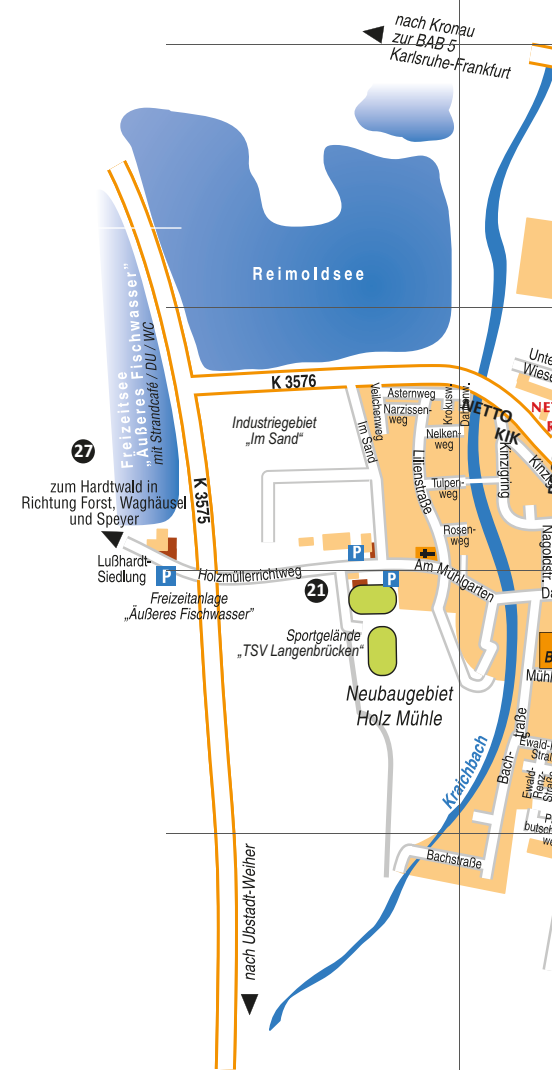 nach Kronau
zur BAB 5
Karlsruhe-Frankfurt
Reimoldsee
Freizeitsee
„Äußeres Fischwasser"
mit Strandcafé / DU / WC
K 3576
K 3575
Industriegebiet
„Im Sand"
Veilchenweg
Im Sand
Asternweg
Narzissen-
weg
Krokusw.
Nelken-
weg
NETTO
KIK
Lilienstraße
Tulpen-
weg
Rosen-
weg
Kinzigring
Nagoldstr.
27
zum Hardtwald in
Richtung Forst, Waghäusel
und Speyer
Lußhardt-
Siedlung
P
Holzmüllerrichtweg
P
P
Am Mühlgarten
21
Freizeitanlage
„Äußeres Fischwasser"
Sportgelände
„TSV Langenbrücken"
Neubaugebiet
Holz Mühle
Kraichbach
Bach-
straße
Bachstraße
nach Ubstadt-Weiher